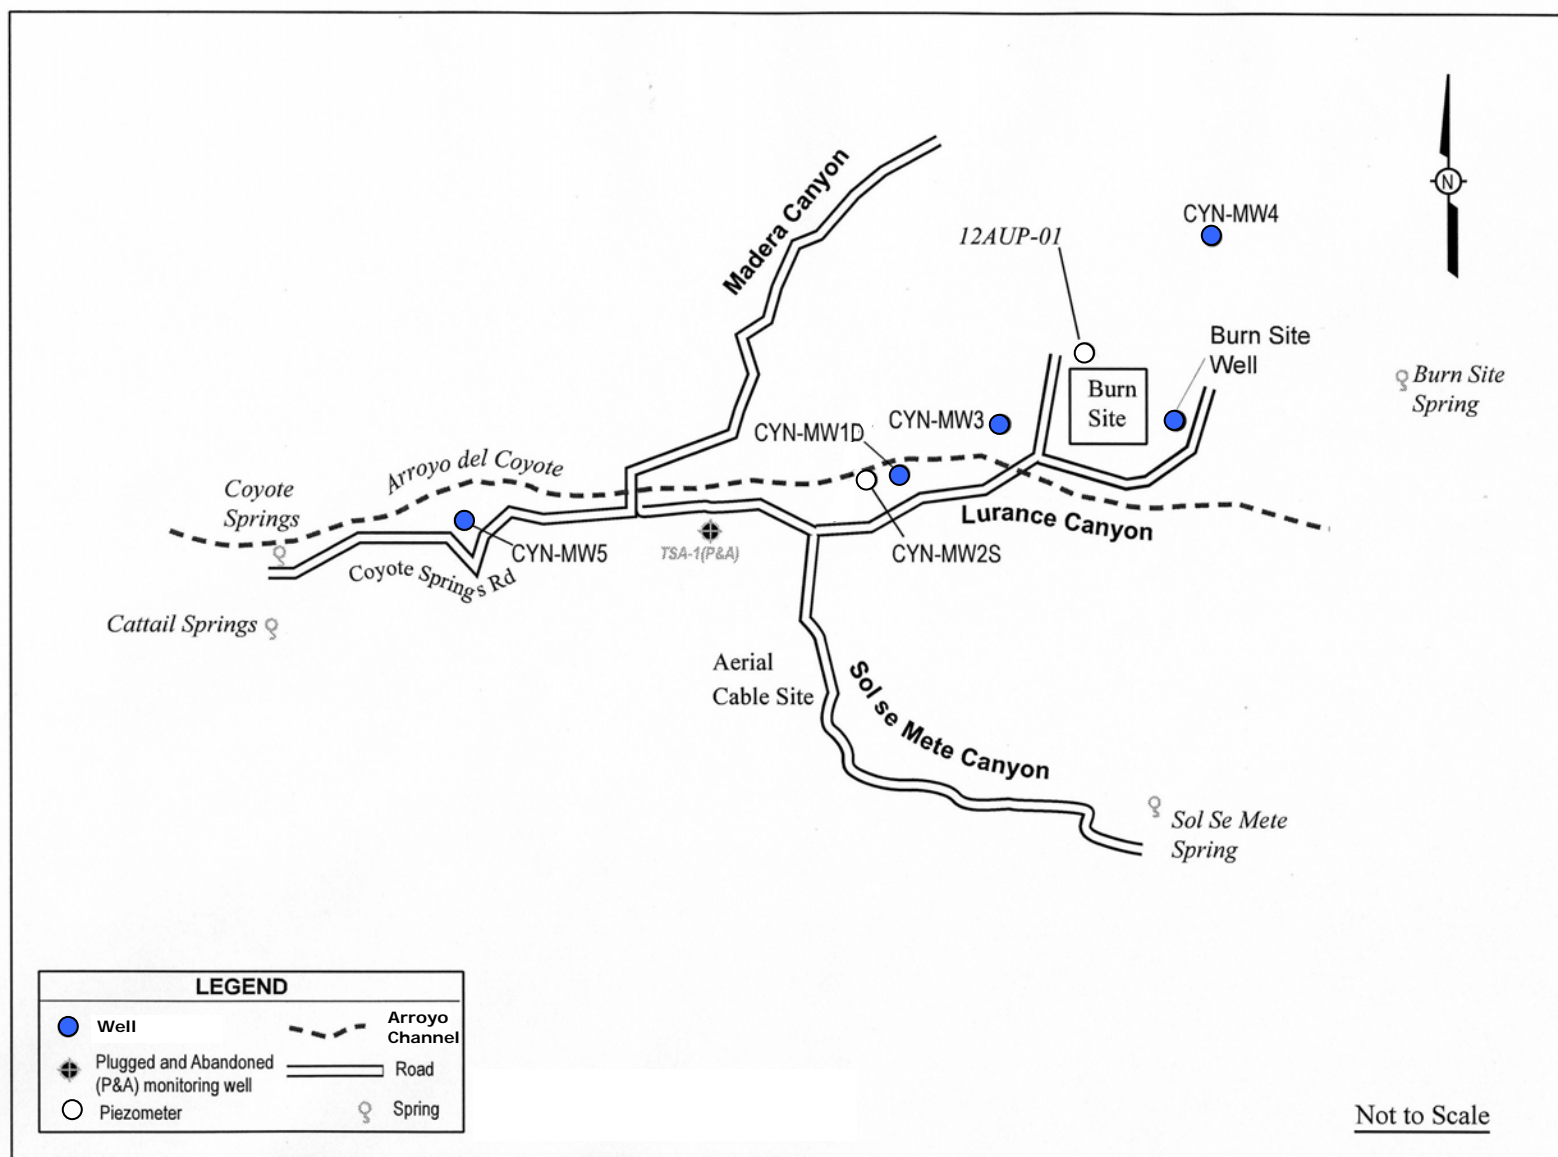 Madera Canyon
N
CYN-MW4
12AUP-01
Burn Site
Well
Burn Site
Spring
Burn
Site
CYN-MW3
CYN-MW1D
Arroyo del Coyote
Coyote
Springs
Lurance Canyon
CYN-MW5
TSA-1(P&A)
CYN-MW2S
Coyote Springs Rd
Cattail Springs
Aerial
Cable Site
Sol se Mete Canyon
Sol Se Mete
Spring
LEGEND
Well
Arroyo
Channel
Plugged and Abandoned
(P&A) monitoring well
Road
Piezometer
Spring
Not to Scale